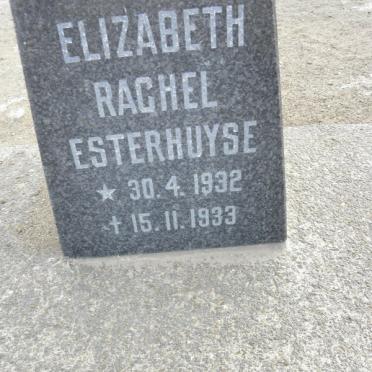 ELIZABETH
RACHEL
ESTERHUYSE
★ 30.4.1932
✝ 15.11.1933